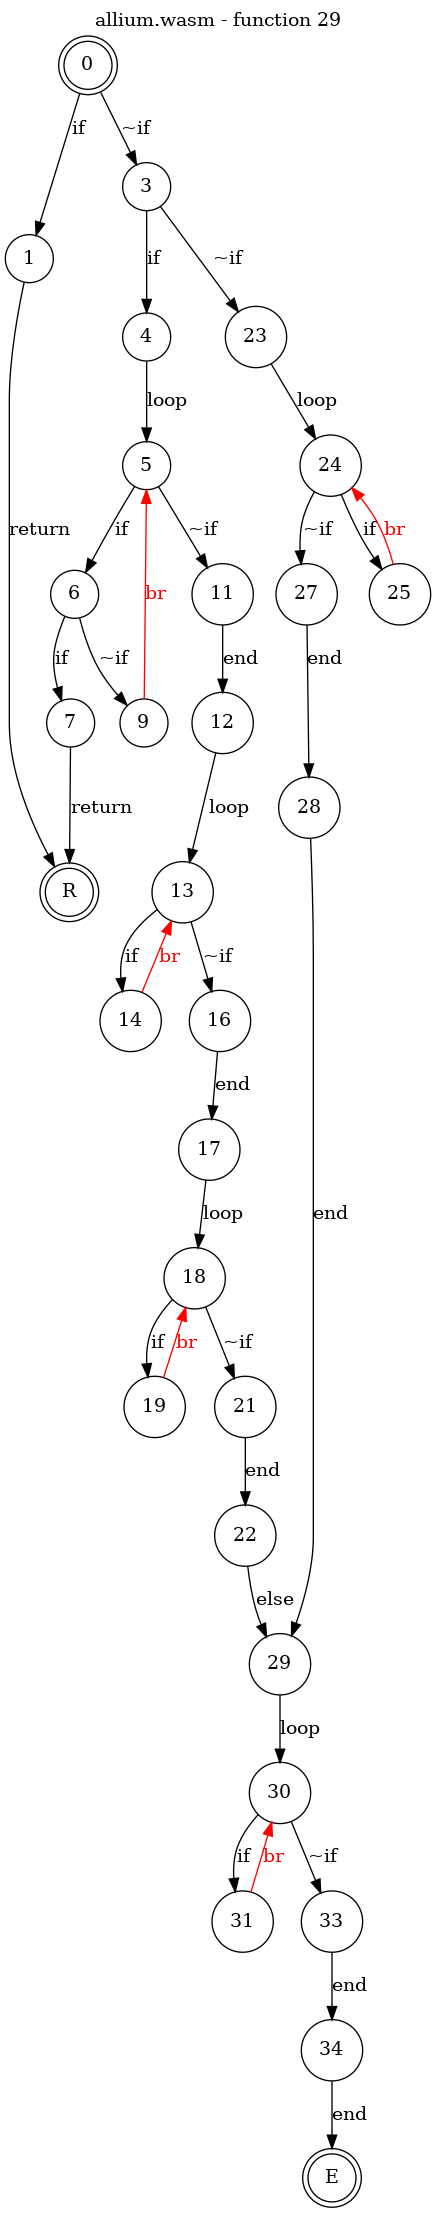 allium.wasm - function 29
0
if
~if
3
1
if
~if
4
23
loop
loop
5
24
return
if
~if
~if
if
br
6
br
11
27
25
if
~if
end
end
7
9
12
return
loop
28
R
13
if
br
~if
14
16
end
17
loop
end
18
if
br
~if
19
21
end
22
else
29
loop
30
if
br
~if
31
33
end
34
end
E